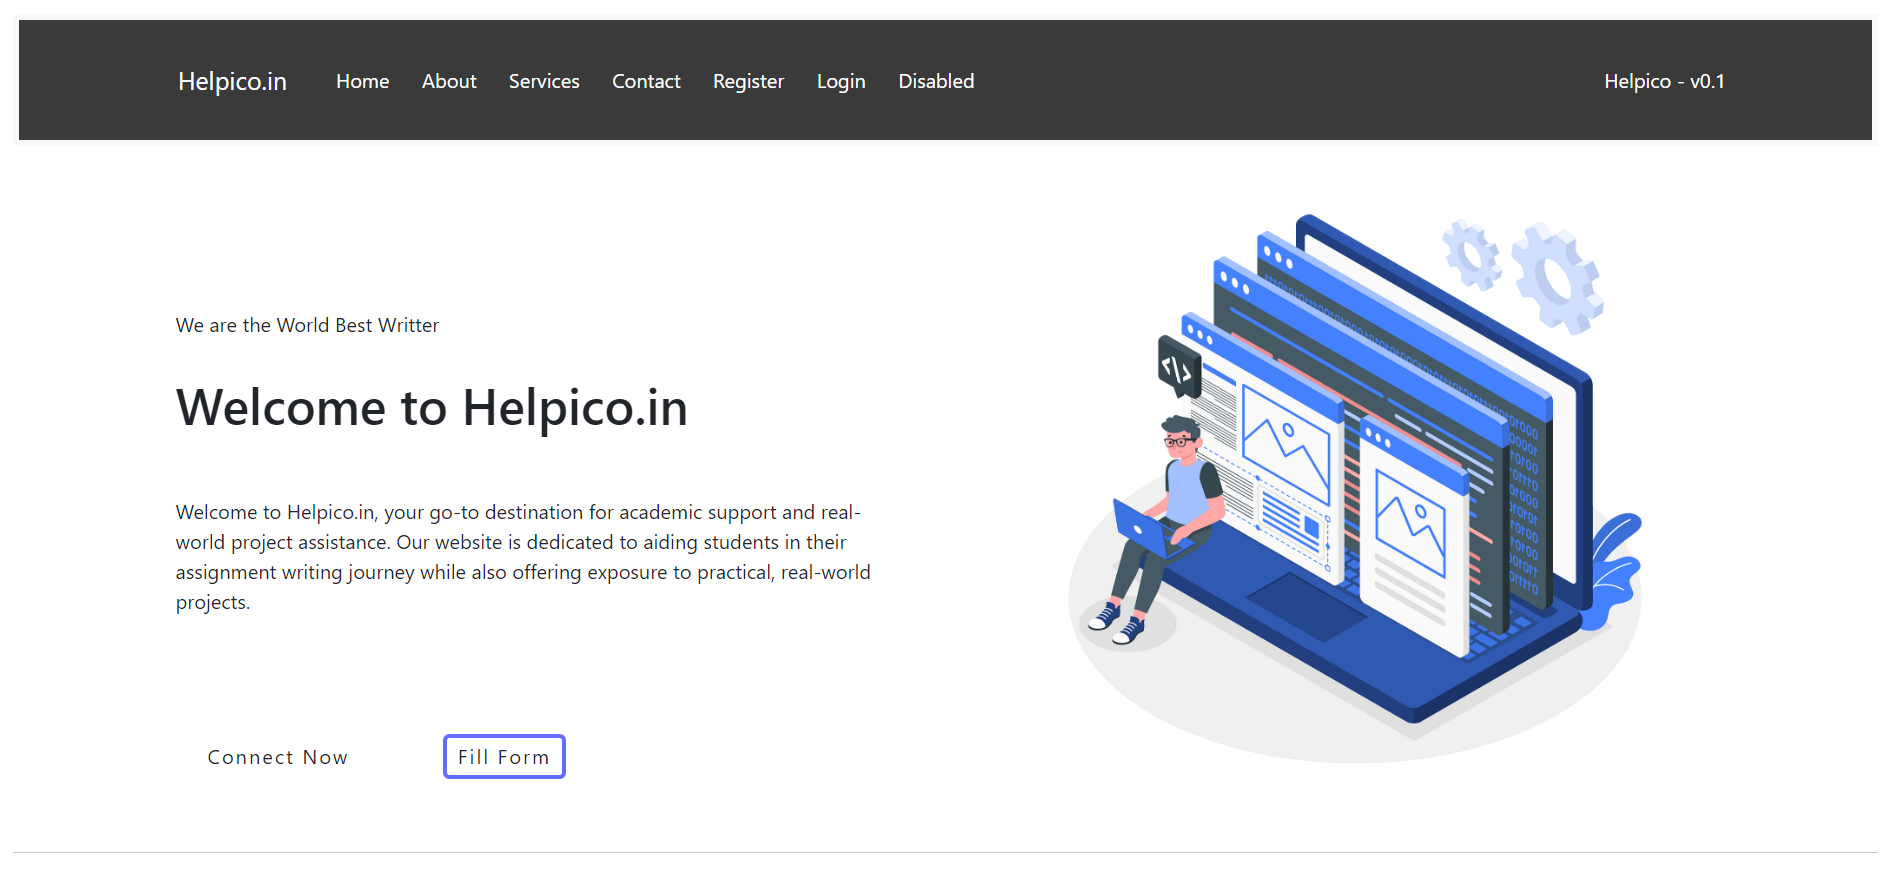 Helpico.in Home About Services Contact Register Login Disabled Helpico - v0.1
We are the World Best Writter
Welcome to Helpico.in
Welcome to Helpico.in, your go-to destination for academic support and real-
world project assistance. Our website is dedicated to aiding students in their
assignment writing journey while also offering exposure to practical, real-world
projects.
Connect Now Fill Form